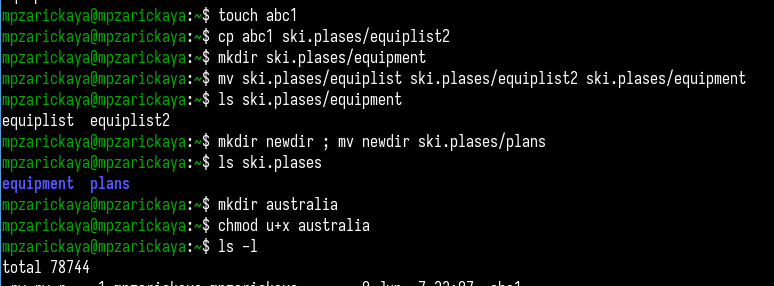 mpzarickaya@mpzarickaya:~$ touch abc1
mpzarickaya@mpzarickaya:~$ cp abc1 ski.plases/equiplist2
mpzarickaya@mpzarickaya:~$ mkdir ski.plases/equipment
mpzarickaya@mpzarickaya:~$ mv ski.plases/equiplist ski.plases/equiplist2 ski.plases/equipment
mpzarickaya@mpzarickaya:~$ ls ski.plases/equipment
equiplist  equiplist2
mpzarickaya@mpzarickaya:~$ mkdir newdir ; mv newdir ski.plases/plans
mpzarickaya@mpzarickaya:~$ ls ski.plases
equipment  plans
mpzarickaya@mpzarickaya:~$ mkdir australia
mpzarickaya@mpzarickaya:~$ chmod u+x australia
mpzarickaya@mpzarickaya:~$ ls -l
total 78744